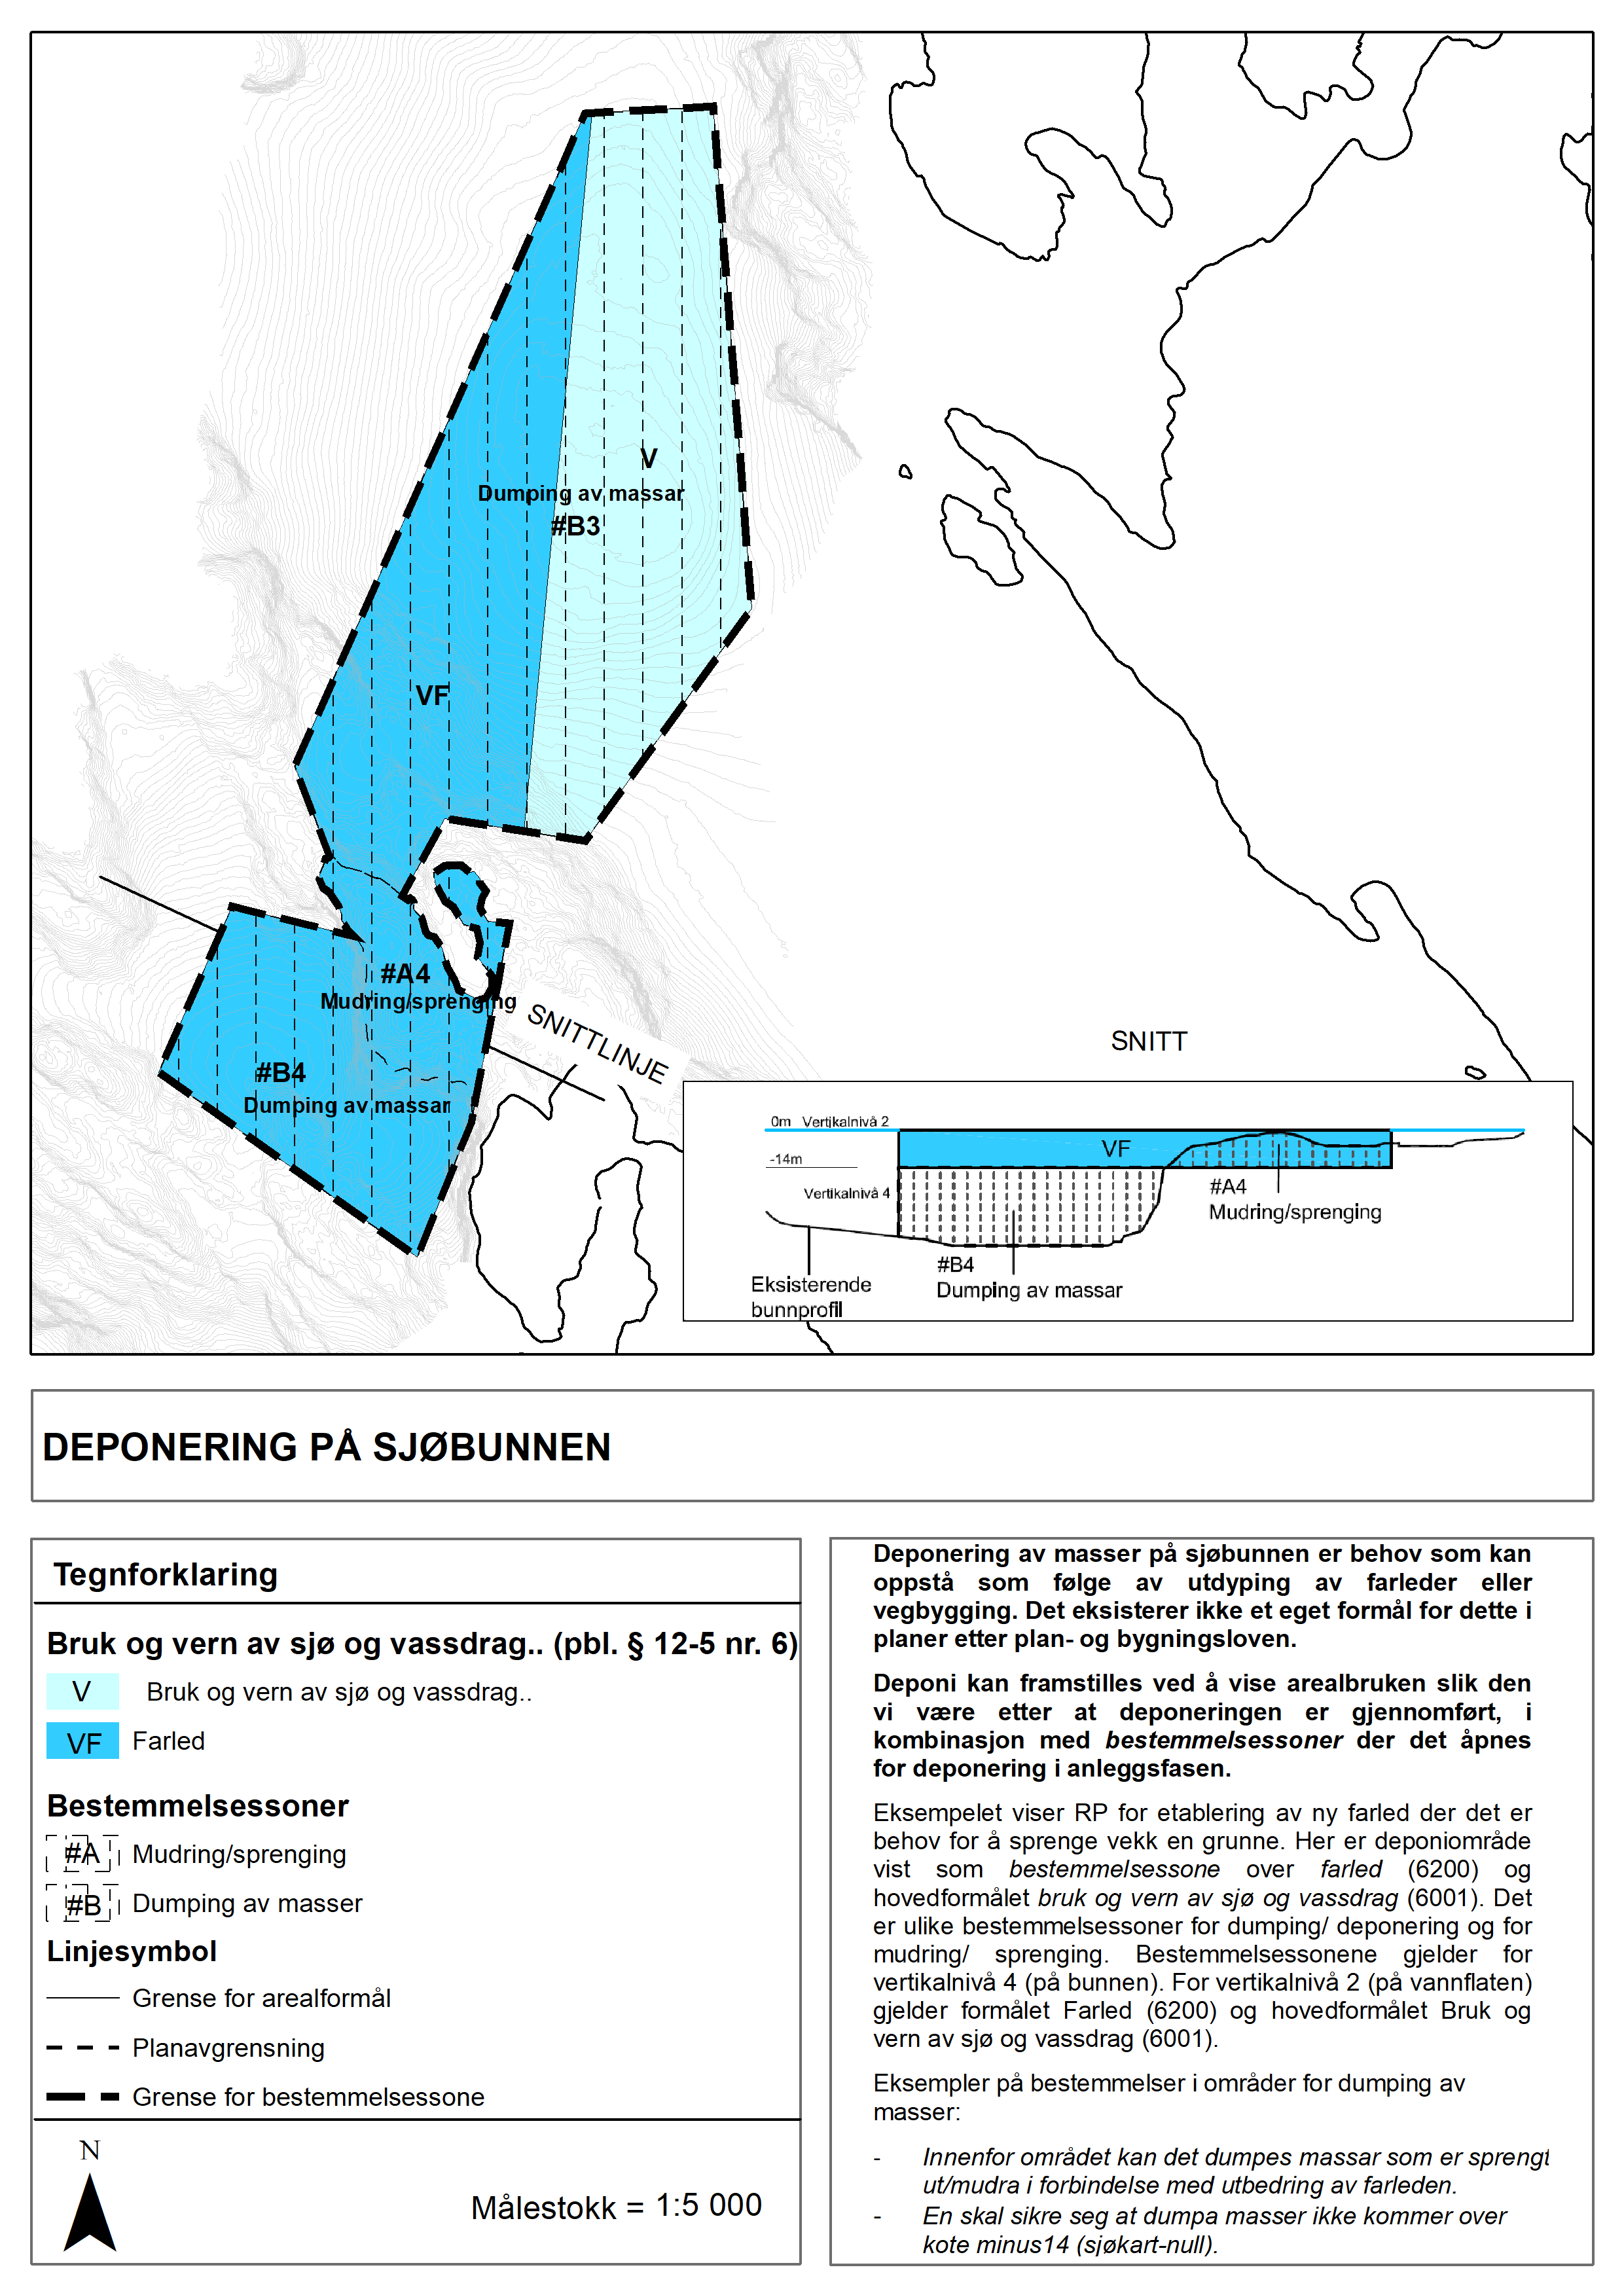 V
Dumping av massar
#B3
VF
#A4
Mudring/sprenging
SNITTLINJE
#B4
Dumping av massar
SNITT
0m Vertikalnivå 2
VF
-14m
Vertikalnivå 4
#A4
Mudring/sprenging
#B4
Dumping av massar
Eksisterende
bunnprofil
DEPONERING PÅ SJØBUNNEN
Tegnforklaring
Bruk og vern av sjø og vassdrag.. (pbl. § 12-5 nr. 6)
V Bruk og vern av sjø og vassdrag..
VF Farled
Bestemmelsessoner
#A Mudring/sprenging
#B Dumping av masser
Linjesymbol
Grense for arealformål
Planavgrensning
Grense for bestemmelsessone
N
Målestokk = 1:5 000
Deponering av masser på sjøbunnen er behov som kan
oppstå som følge av utdyping av farleder eller
vegbygging. Det eksisterer ikke et eget formål for dette i
planer etter plan- og bygningsloven.
Deponi kan framstilles ved å vise arealbruken slik den
vi være etter at deponeringen er gjennomført, i
kombinasjon med bestemmelsessoner der det åpnes
for deponering i anleggsfasen.
Eksempelet viser RP for etablering av ny farled der det er
behov for å sprenge vekk en grunne. Her er deponiområde
vist som bestemmelsessone over farled (6200) og
hovedformålet bruk og vern av sjø og vassdrag (6001). Det
er ulike bestemmelsessoner for dumping/ deponering og for
mudring/ sprenging. Bestemmelsessonene gjelder for
vertikalnivå 4 (på bunnen). For vertikalnivå 2 (på vannflaten)
gjelder formålet Farled (6200) og hovedformålet Bruk og
vern av sjø og vassdrag (6001).
Eksempler på bestemmelser i områder for dumping av
masser:
- Innenfor området kan det dumpes massar som er sprengt
ut/mudra i forbindelse med utbedring av farleden.
- En skal sikre seg at dumpa masser ikke kommer over
kote minus14 (sjøkart-null).